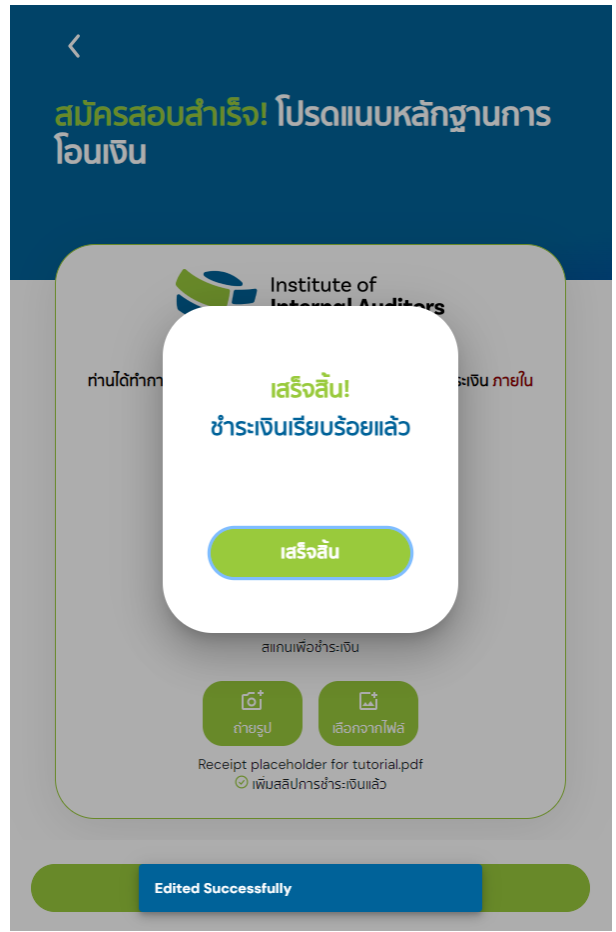 สมัครสอบสำเร็จ! โปรดแนบหลักฐานการ
โอนเงิน
Institute of
Internal Auditors
ท่านได้ทำกา
ระเงิน ภายใน
เสร็จสิ้น!
ชำระเงินเรียบร้อยแล้ว
เสร็จสิ้น
สแกนเพื่อชำระเงิน
ถ่ายรูป
เลือกจากไฟล์
Receipt placeholder for tutorial.pdf
เพิ่มสลิปการชำระเงินแล้ว
Edited Successfully